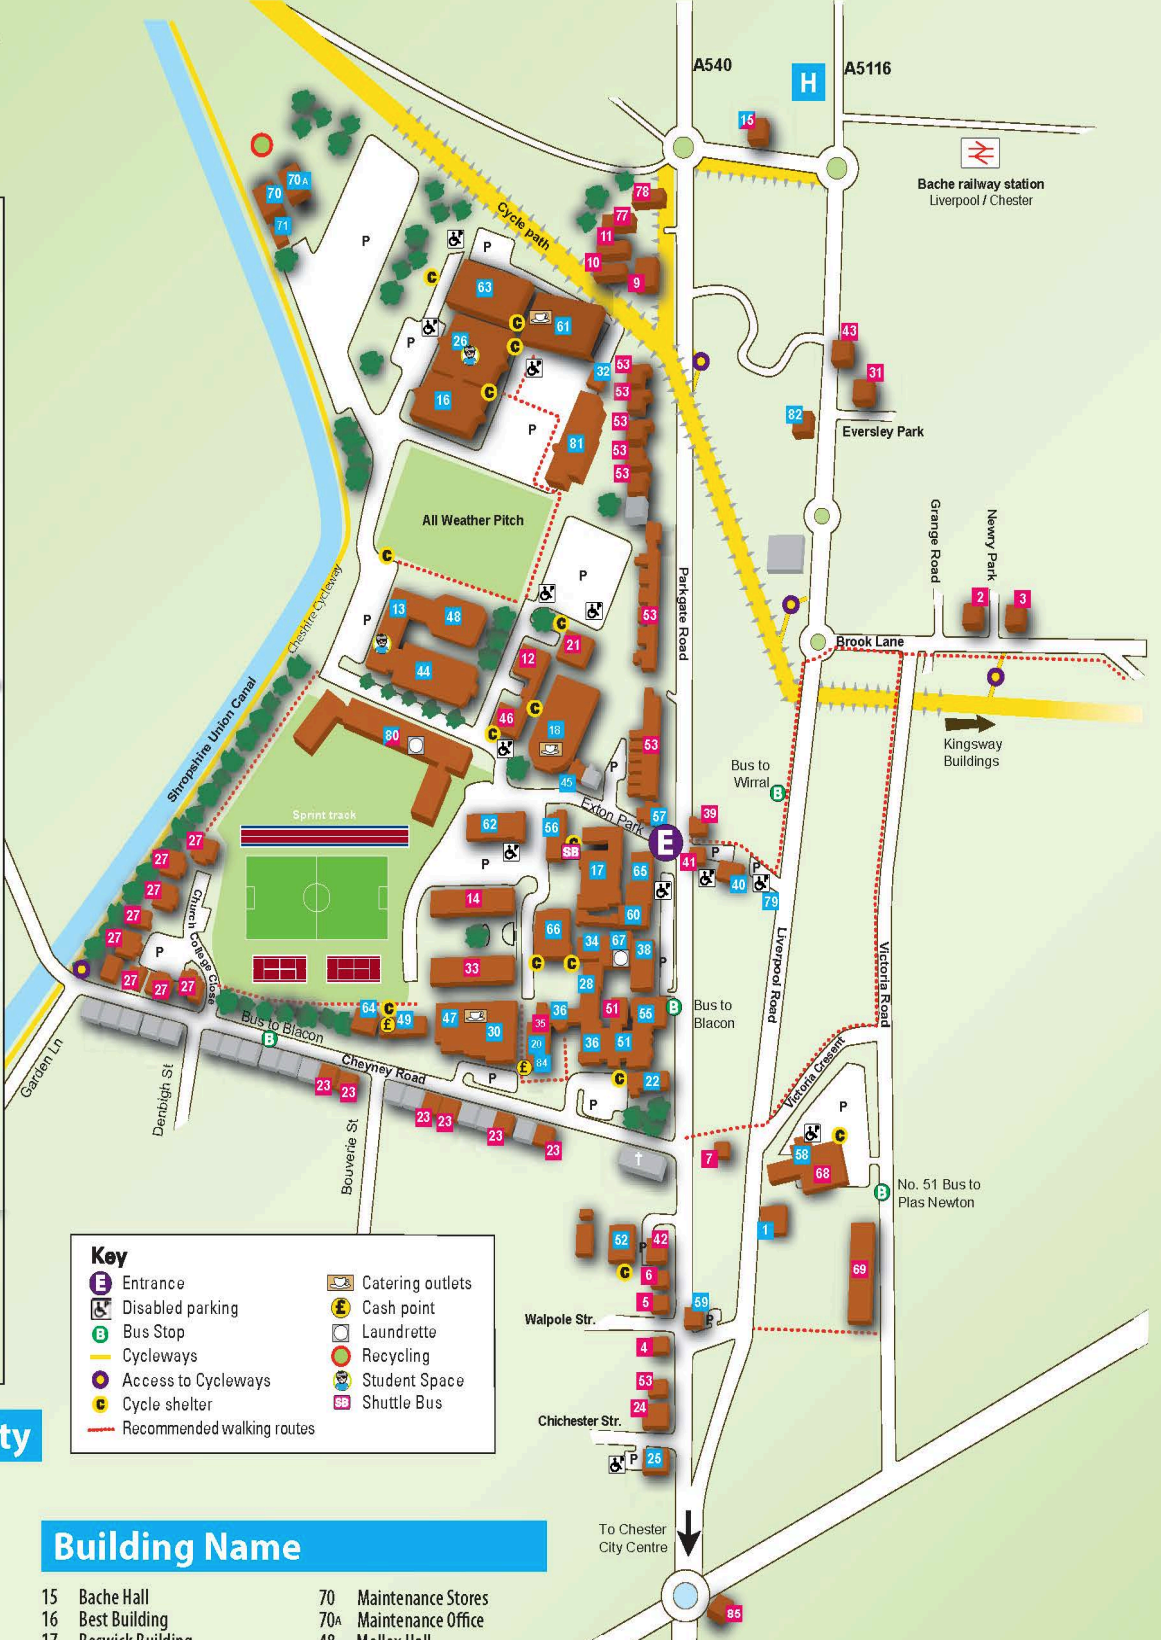 A540
H
A5116
15
Bache railway station
Liverpool / Chester
70A
70
71
P
P
Cycle path
78
77
11
10
9
C
63
C
61
P
26
C
16
C
32
53
53
53
53
53
P
81
43
31
82
Eversley Park
All Weather Pitch
C
Cheshire Cycleway
Shropshire Union Canal
P
13
48
44
P
C
21
12
C
46
C
18
45
P
53
53
Parkgate Road
Grange Road
Newry Park
2
3
Brook Lane
Kingsway
Buildings
Bus to
Wirral
B
80
Sprint track
Exton Park
57
E
39
41
P
40
P
79
62
P
56
C
SB
17
65
60
14
66
34
67
38
P
C
C
33
28
27
27
27
27
27
27
27
27
P
Church College Close
Bus to Blacon
B
64
C
£
49
47
30
35
36
51
55
20
84
£
36
51
C
22
P
P
B
Bus to
Blacon
Liverpool Road
Victoria Road
Victoria Cresent
Garden Ln
Denbigh St
Bouverie St
Cheyney Road
23
23
23
23
23
23
7
P
C
58
68
B
No. 51 Bus to
Plas Newton
1
69
52
P
42
C
6
5
59
P
Walpole Str.
4
53
24
Chichester Str.
P
25
To Chester
City Centre
85
Key
E Entrance
Disabled parking
B Bus Stop
Cycleways
Access to Cycleways
C Cycle shelter
Recommended walking routes
Catering outlets
£ Cash point
Laundrette
Recycling
Student Space
SB Shuttle Bus
ty
Building Name
15 Bache Hall
16 Best Building
17 Beswick Building
70 Maintenance Stores
70A Maintenance Office
48 Mollox Hall